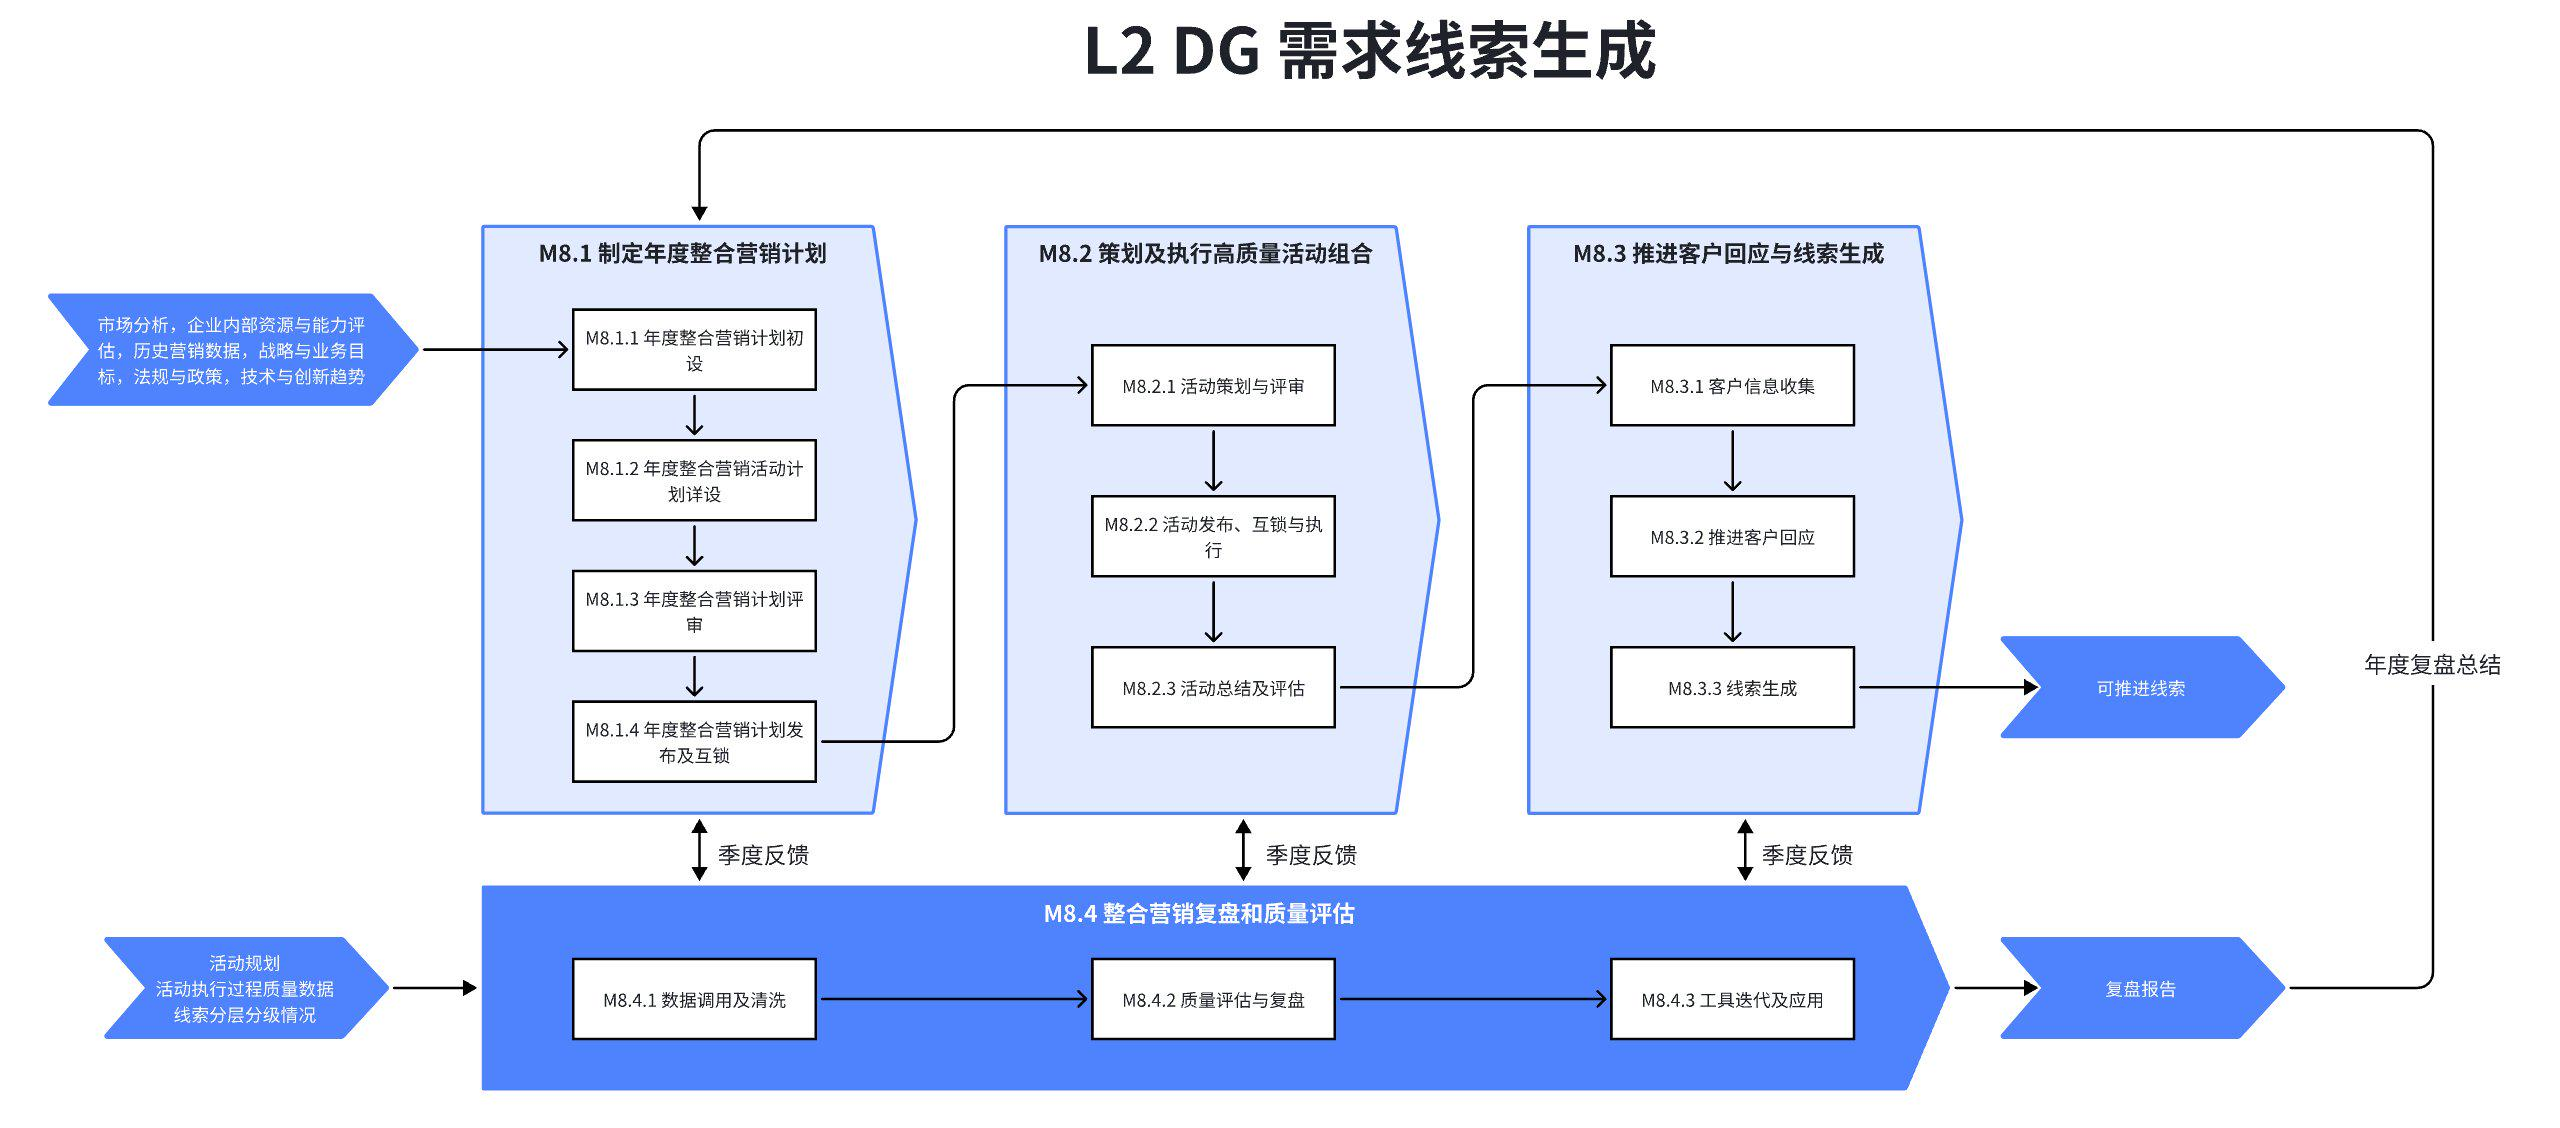 L2 DG 需求线索生成
M8.1 制定年度整合营销计划
M8.2 策划及执行高质量活动组合
M8.3 推进客户回应与线索生成
市场分析，企业内部资源与能力评
估，历史营销数据，战略与业务目
标，法规与政策，技术与创新趋势
M8.1.1 年度整合营销计划初
设
M8.1.2 年度整合营销活动计
划详设
M8.1.3 年度整合营销计划评
审
M8.1.4 年度整合营销计划发
布及互锁
M8.2.1 活动策划与评审
M8.2.2 活动发布、互锁与执
行
M8.2.3 活动总结及评估
M8.3.1 客户信息收集
M8.3.2 推进客户回应
M8.3.3 线索生成
可推进线索
年度复盘总结
季度反馈
季度反馈
季度反馈
M8.4 整合营销复盘和质量评估
活动规划
活动执行过程质量数据
线索分层分级情况
M8.4.1 数据调用及清洗
M8.4.2 质量评估与复盘
M8.4.3 工具迭代及应用
复盘报告